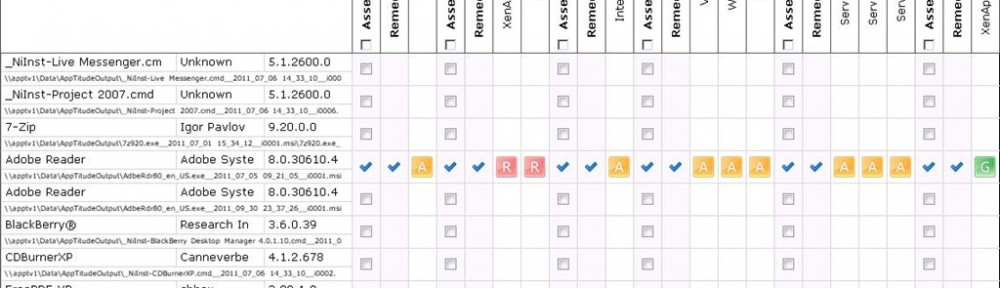 Asse
Remed
Asse
Remed
XenA
Asse
Remed
Inte
Asse
Remed
V
W
Asse
Remed
Serv
Serv
Serv
Asse
Remed
XenAp
_NiInst-Live Messenger.cm Unknown 5.1.2600.0
\\apptv1\Data\AppTitudeOutput\_NiInst-Live Messenger.cmd__2011_07_06 14_33_10__i000
_NiInst-Project 2007.cmd Unknown 5.1.2600.0
\\apptv1\Data\AppTitudeOutput\_NiInst-Project 2007.cmd__2011_07_06 14_33_10__i0006.
7-Zip Igor Pavlov 9.20.0.0
\\apptv1\Data\AppTitudeOutput\7z920.exe__2011_07_01 15_34_12__i0001.msi\7z920.exe_
Adobe Reader Adobe Syste 8.0.30610.4 A R R A A A A A A A G
\\apptv1\Data\AppTitudeOutput\AdbeRdr80_en_US.exe__2011_07_05 09_21_05__i0001.msi
Adobe Reader Adobe Syste 8.0.30610.4
\\apptv1\Data\AppTitudeOutput\AdbeRdr80_en_US.exe__2011_09_30 23_37_26__i0001.msi
BlackBerry® Research In 3.6.0.39
\\apptv1\Data\AppTitudeOutput\_NiInst-BlackBerry Desktop Manager 4.0.1.10.cmd__2011_0
CDBurnerXP Canneverbe 4.1.2.678
\\apptv1\Data\AppTitudeOutput\_NiInst-CDBurnerXP.cmd__2011_07_06 14_33_10__i0002.